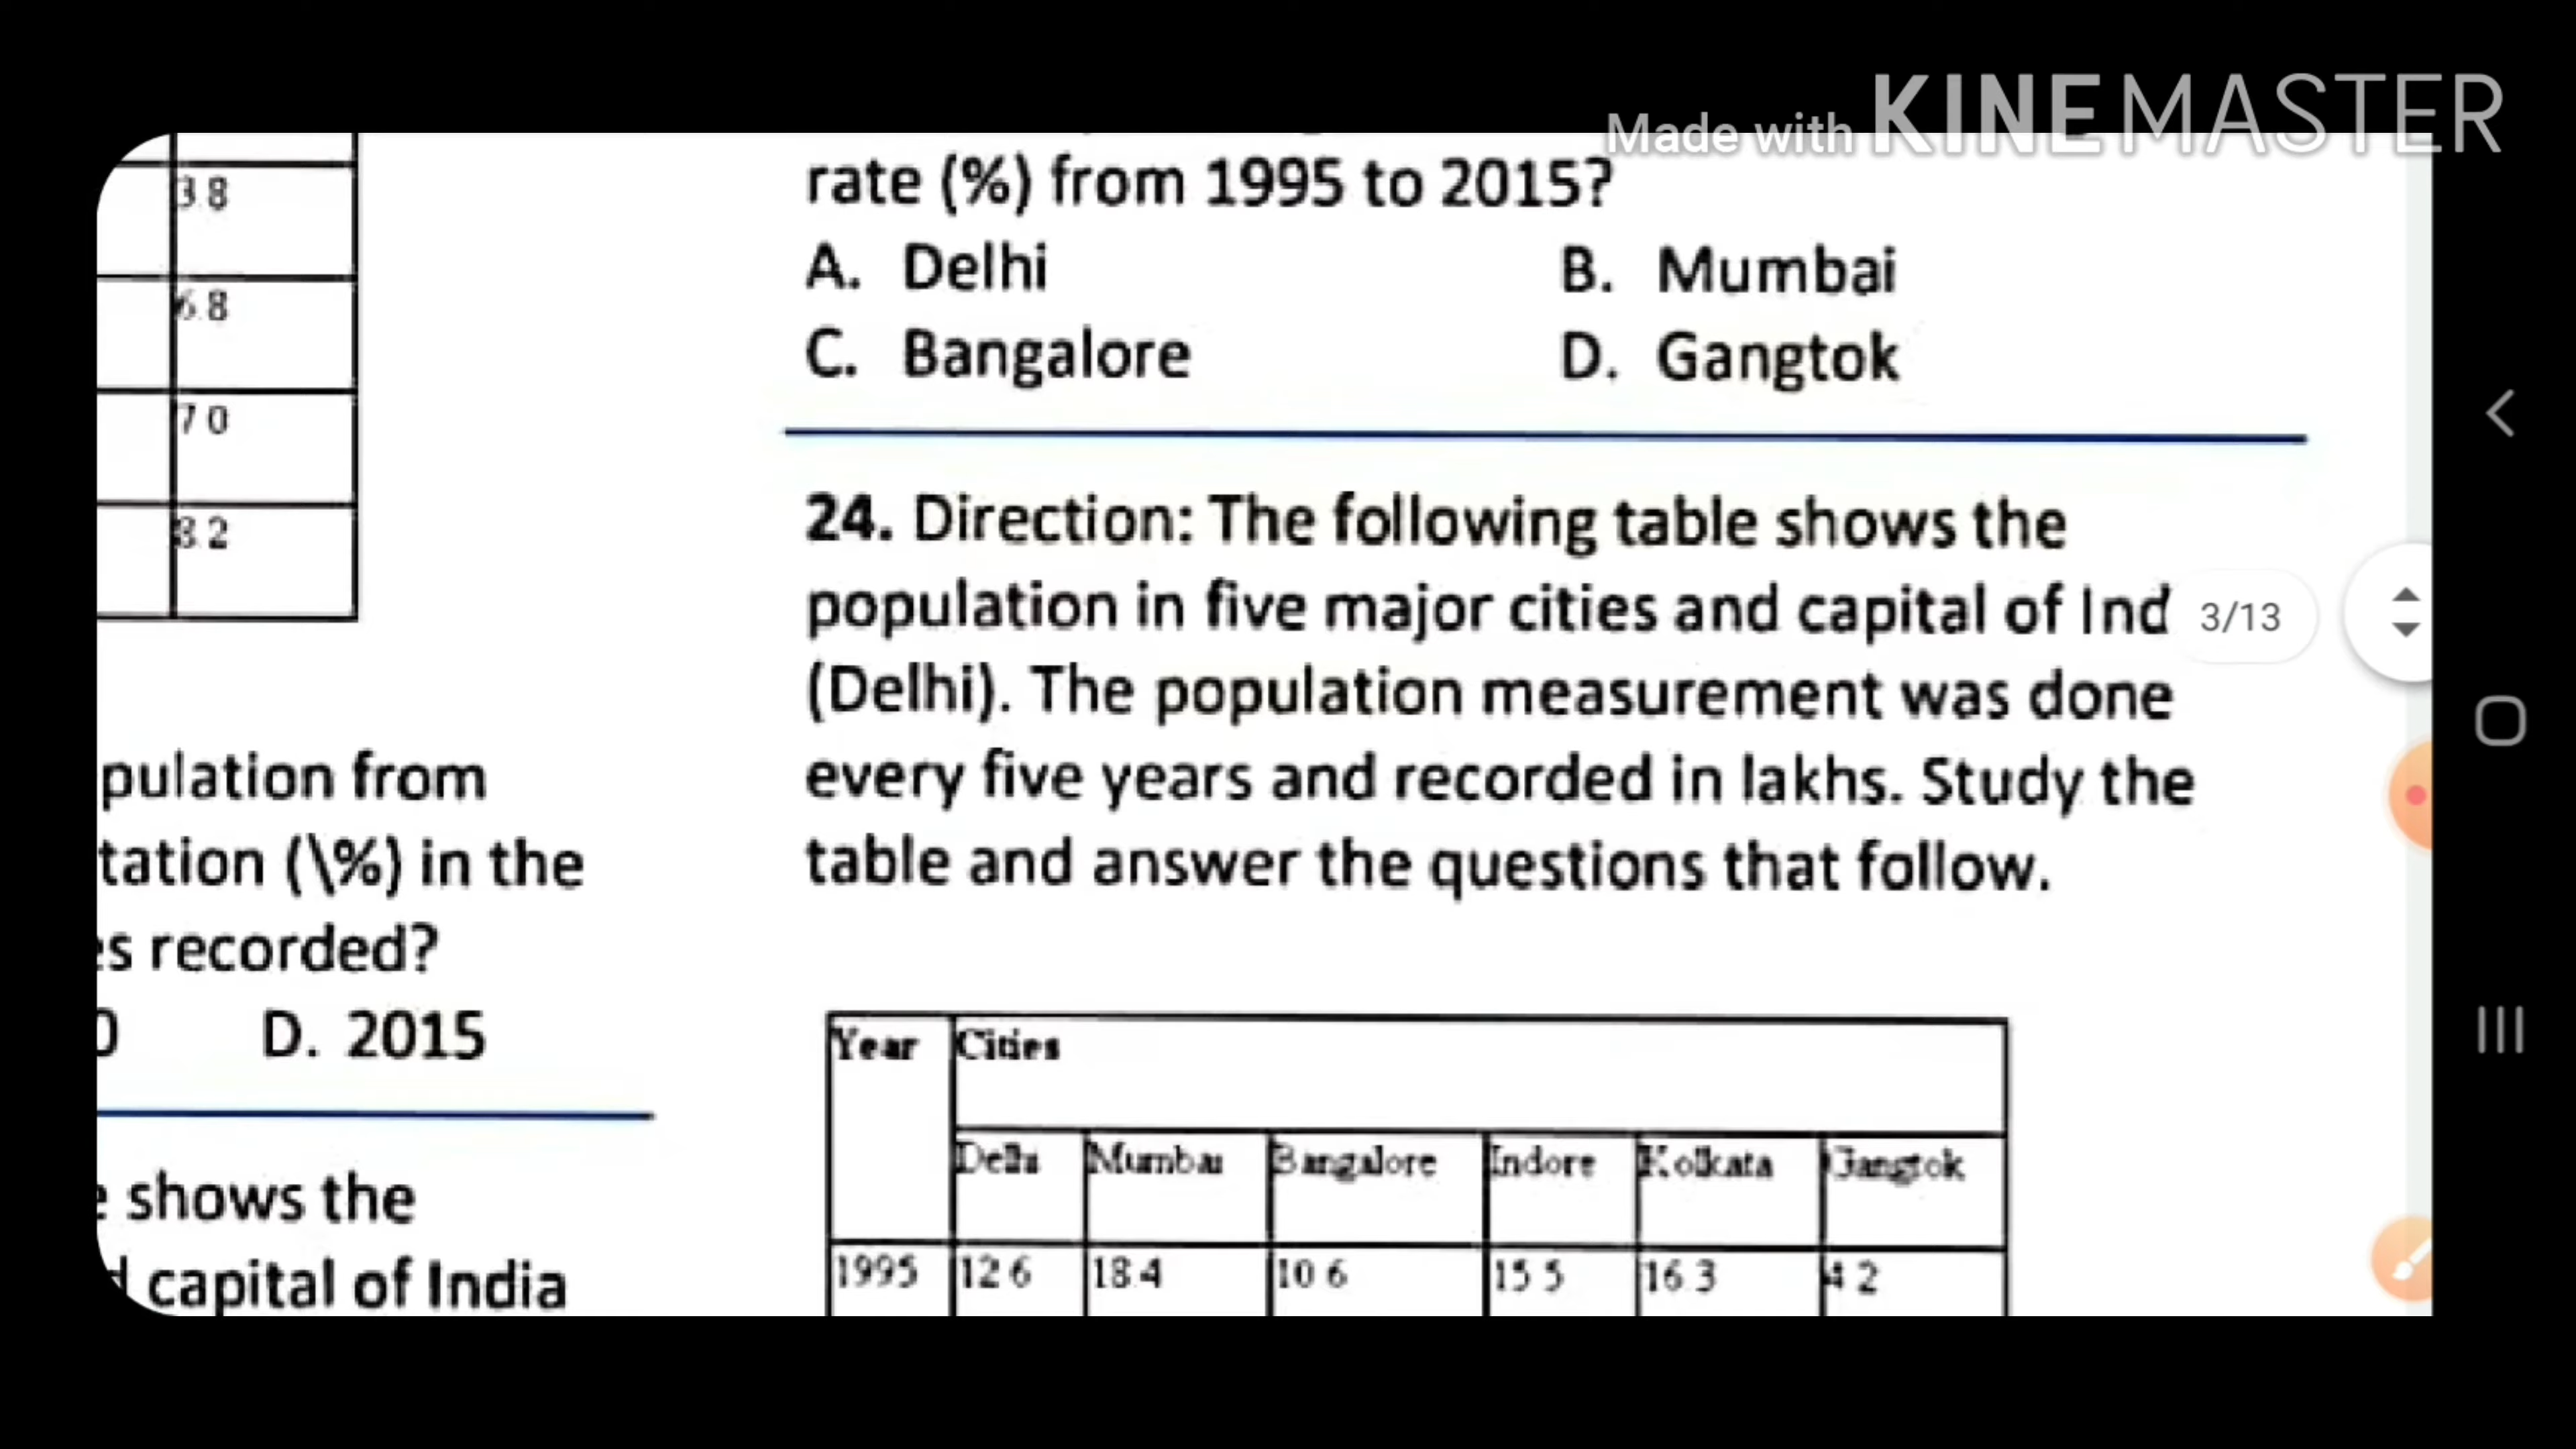 Made with KINEMASTER
3.8
6.8
7 0
8.2
pulation from
tation (\%) in the
es recorded?
D. 2015
shows the
capital of India
rate (%) from 1995 to 2015?
A. Delhi B. Mumbai
C. Bangalore D. Gangtok
24. Direction: The following table shows the
population in five major cities and capital of Ind
(Delhi). The population measurement was done
every five years and recorded in lakhs. Study the
table and answer the questions that follow.
Year Cities
Delhi Mumbai Bangalore Indore Kolkata Gangtok
1995 12 6 18 4 10 6 15 5 16 3 4 2
3/13